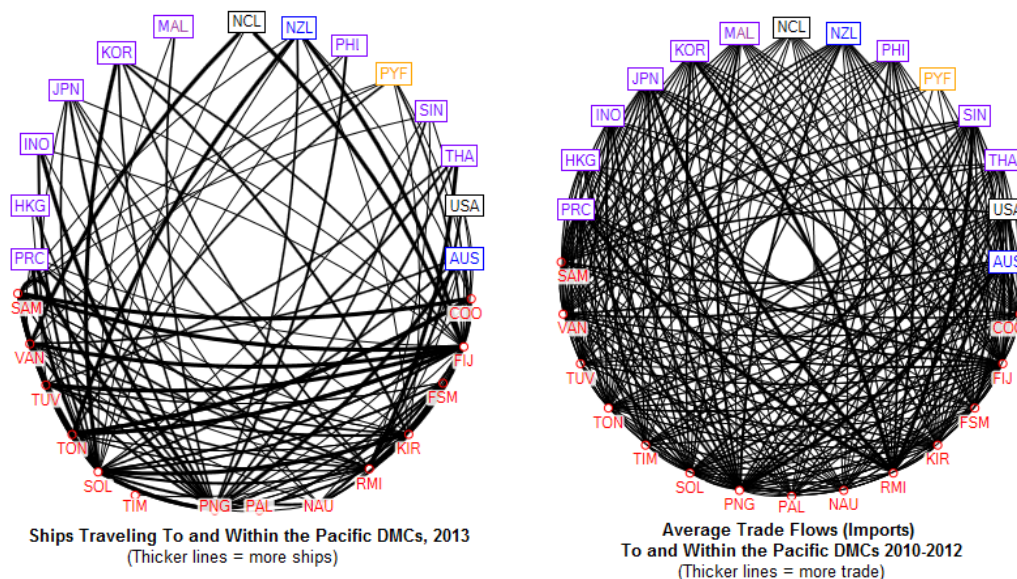 MAL
NCL
NZL
PHI
KOR
PYF
JPN
SIN
INO
THA
HKG
USA
PRC
AUS
SAM
COO
VAN
FIJ
TUV
FSM
TON
KIR
SOL
RMI
TIM
PNG
PAL
NAU
Ships Traveling To and Within the Pacific DMCs, 2013
(Thicker lines = more ships)
MAL
NCL
NZL
PHI
KOR
PYF
JPN
SIN
INO
THA
HKG
USA
PRC
AUS
SAM
COO
VAN
FIJ
TUV
FSM
TON
KIR
TIM
RMI
SOL
NAU
PNG
PAL
Average Trade Flows (Imports)
To and Within the Pacific DMCs 2010-2012
(Thicker lines = more trade)